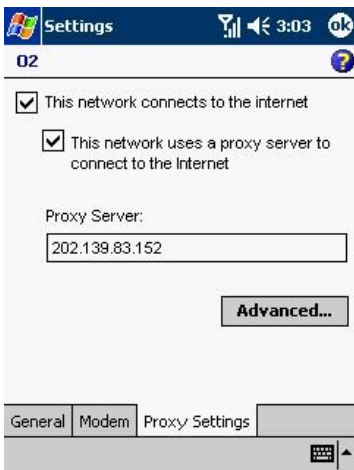 Settings 3:03 ok
O2
This network connects to the internet
This network uses a proxy server to
connect to the Internet
Proxy Server:
202.139.83.152
Advanced...
General Modem Proxy Settings